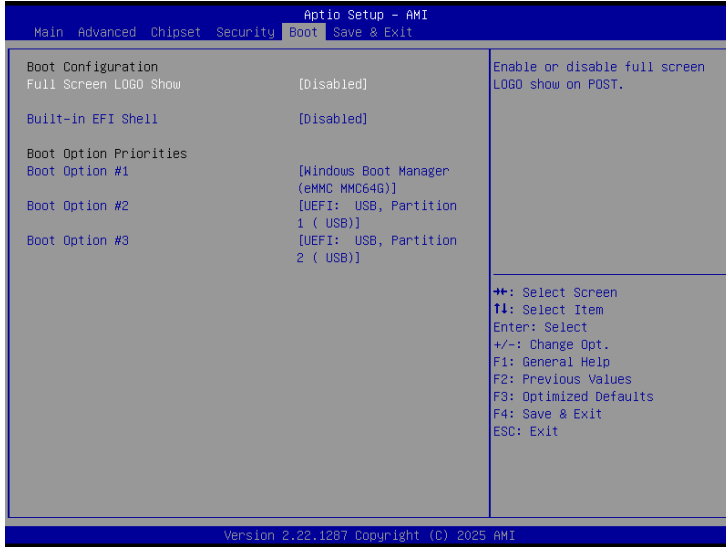 Aptio Setup - AMI
Main Advanced Chipset Security Boot Save & Exit
Boot Configuration
Full Screen LOGO Show [Disabled]
Built-in EFI Shell [Disabled]
Boot Option Priorities
Boot Option #1 [Windows Boot Manager
(eMMC MMC64G)]
Boot Option #2 [UEFI: USB, Partition
1 ( USB)]
Boot Option #3 [UEFI: USB, Partition
2 ( USB)]
Enable or disable full screen
LOGO show on POST.
→←: Select Screen
↑↓: Select Item
Enter: Select
+/-: Change Opt.
F1: General Help
F2: Previous Values
F3: Optimized Defaults
F4: Save & Exit
ESC: Exit
Version 2.22.1287 Copyright (C) 2025 AMI